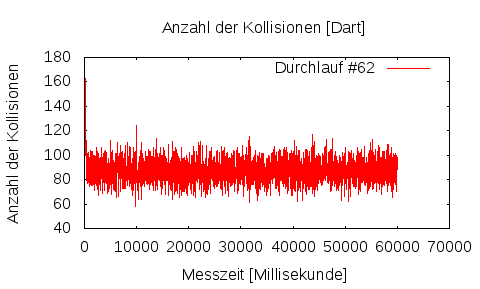 Anzahl der Kollisionen [Dart]
Durchlauf #62
Anzahl der Kollisionen
180
160
140
120
100
80
60
40
0 10000 20000 30000 40000 50000 60000 70000
Messzeit [Millisekunde]